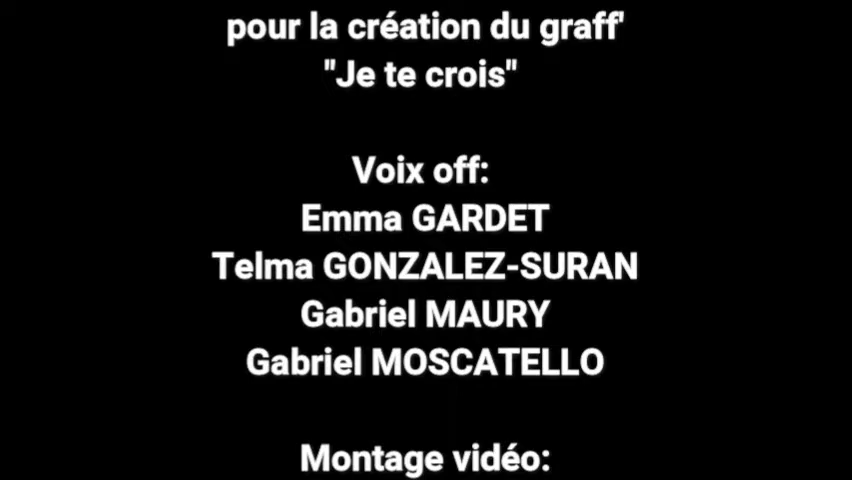 pour la création du graff'
"Je te crois"
Voix off:
Emma GARDET
Telma GONZALEZ-SURAN
Gabriel MAURY
Gabriel MOSCATELLO
Montage vidéo: